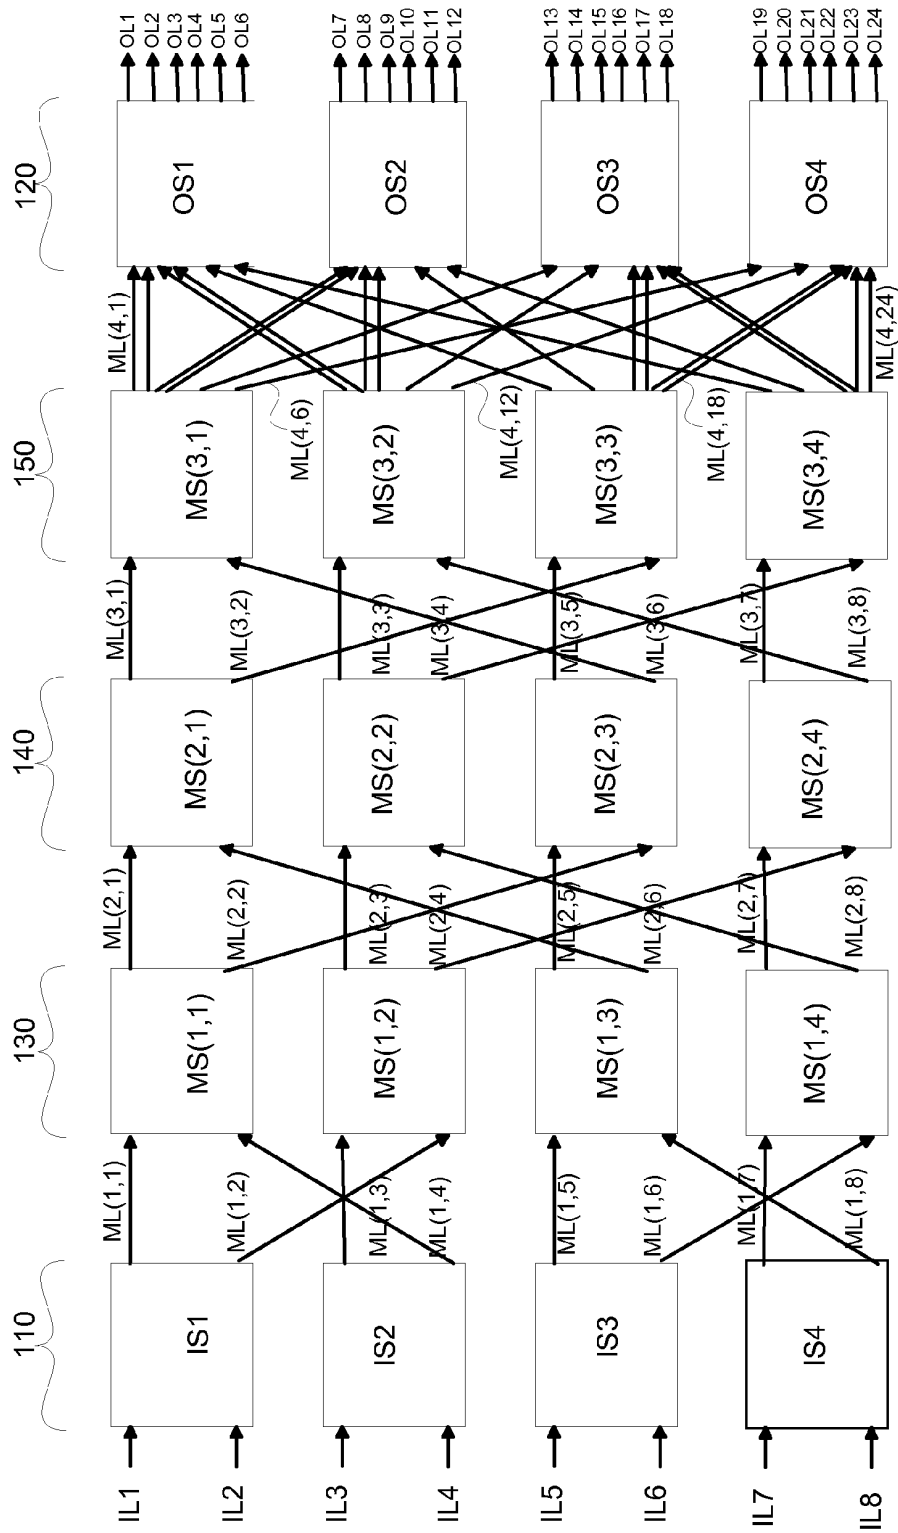 110
130
140
150
120
IL1
IL2
IL3
IL4
IL5
IL6
IL7
IL8
IS1
IS2
IS3
IS4
ML(1,1)
ML(1,2)
ML(1,3)
ML(1,4)
ML(1,5)
ML(1,6)
ML(1,7)
ML(1,8)
MS(1,1)
MS(1,2)
MS(1,3)
MS(1,4)
ML(2,1)
ML(2,2)
ML(2,3)
ML(2,4)
ML(2,5)
ML(2,6)
ML(2,7)
ML(2,8)
MS(2,1)
MS(2,2)
MS(2,3)
MS(2,4)
ML(3,1)
ML(3,2)
ML(3,3)
ML(3,4)
ML(3,5)
ML(3,6)
ML(3,7)
ML(3,8)
MS(3,1)
MS(3,2)
MS(3,3)
MS(3,4)
ML(4,1)
ML(4,6)
ML(4,12)
ML(4,18)
ML(4,24)
OS1
OS2
OS3
OS4
OL1
OL2
OL3
OL4
OL5
OL6
OL7
OL8
OL9
OL10
OL11
OL12
OL13
OL14
OL15
OL16
OL17
OL18
OL19
OL20
OL21
OL22
OL23
OL24